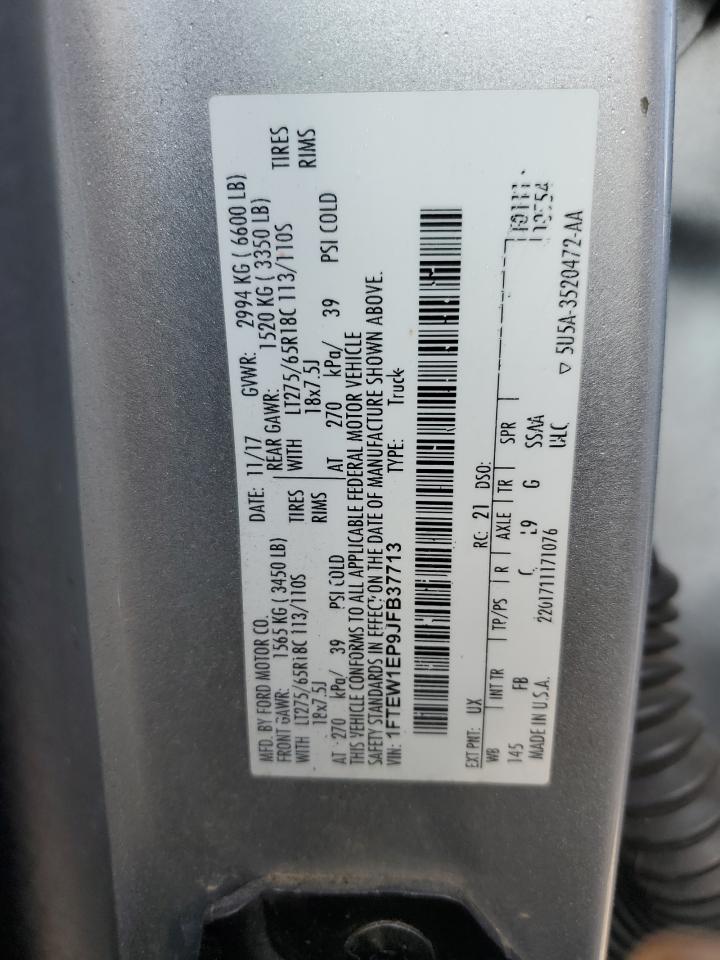 MFD. BY FORD MOTOR CO.
DATE: 11/17 GVWR: 2994 KG ( 6600 LB)
FRONT GAWR: 1565 KG ( 3450 LB) REAR GAWR: 1520 KG ( 3350 LB)
WITH LT275/65R18C 113/110S TIRES WITH LT275/65R18C 113/110S TIRES
18x7.5J RIMS 18x7.5J RIMS
AT 270 kPa/ 39 PSI COLD AT 270 kPa/ 39 PSI COLD
THIS VEHICLE CONFORMS TO ALL APPLICABLE FEDERAL MOTOR VEHICLE
SAFETY STANDARDS IN EFFECT ON THE DATE OF MANUFACTURE SHOWN ABOVE.
VIN: 1FTEW1EP9JFB37713 TYPE: Truck
EXT PNT: UX RC: 21 DSO:
WB INT TR TP/PS R AXLE TR SPR
145 FB C L9 G SSAA
MADE IN U.S.A. 2201711171076
▽ 5U5A-3520472-AA